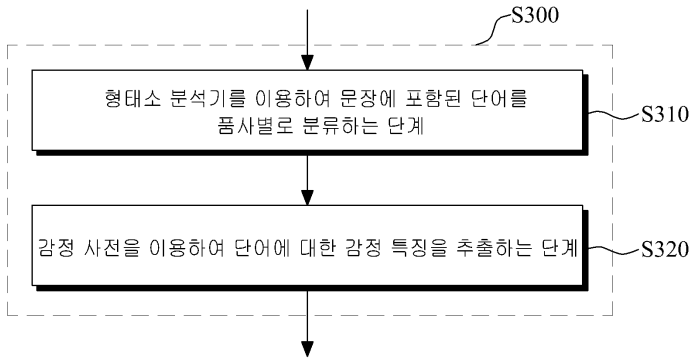 S300
형태소 분석기를 이용하여 문장에 포함된 단어를
품사별로 분류하는 단계
S310
감정 사전을 이용하여 단어에 대한 감정 특징을 추출하는 단계
S320